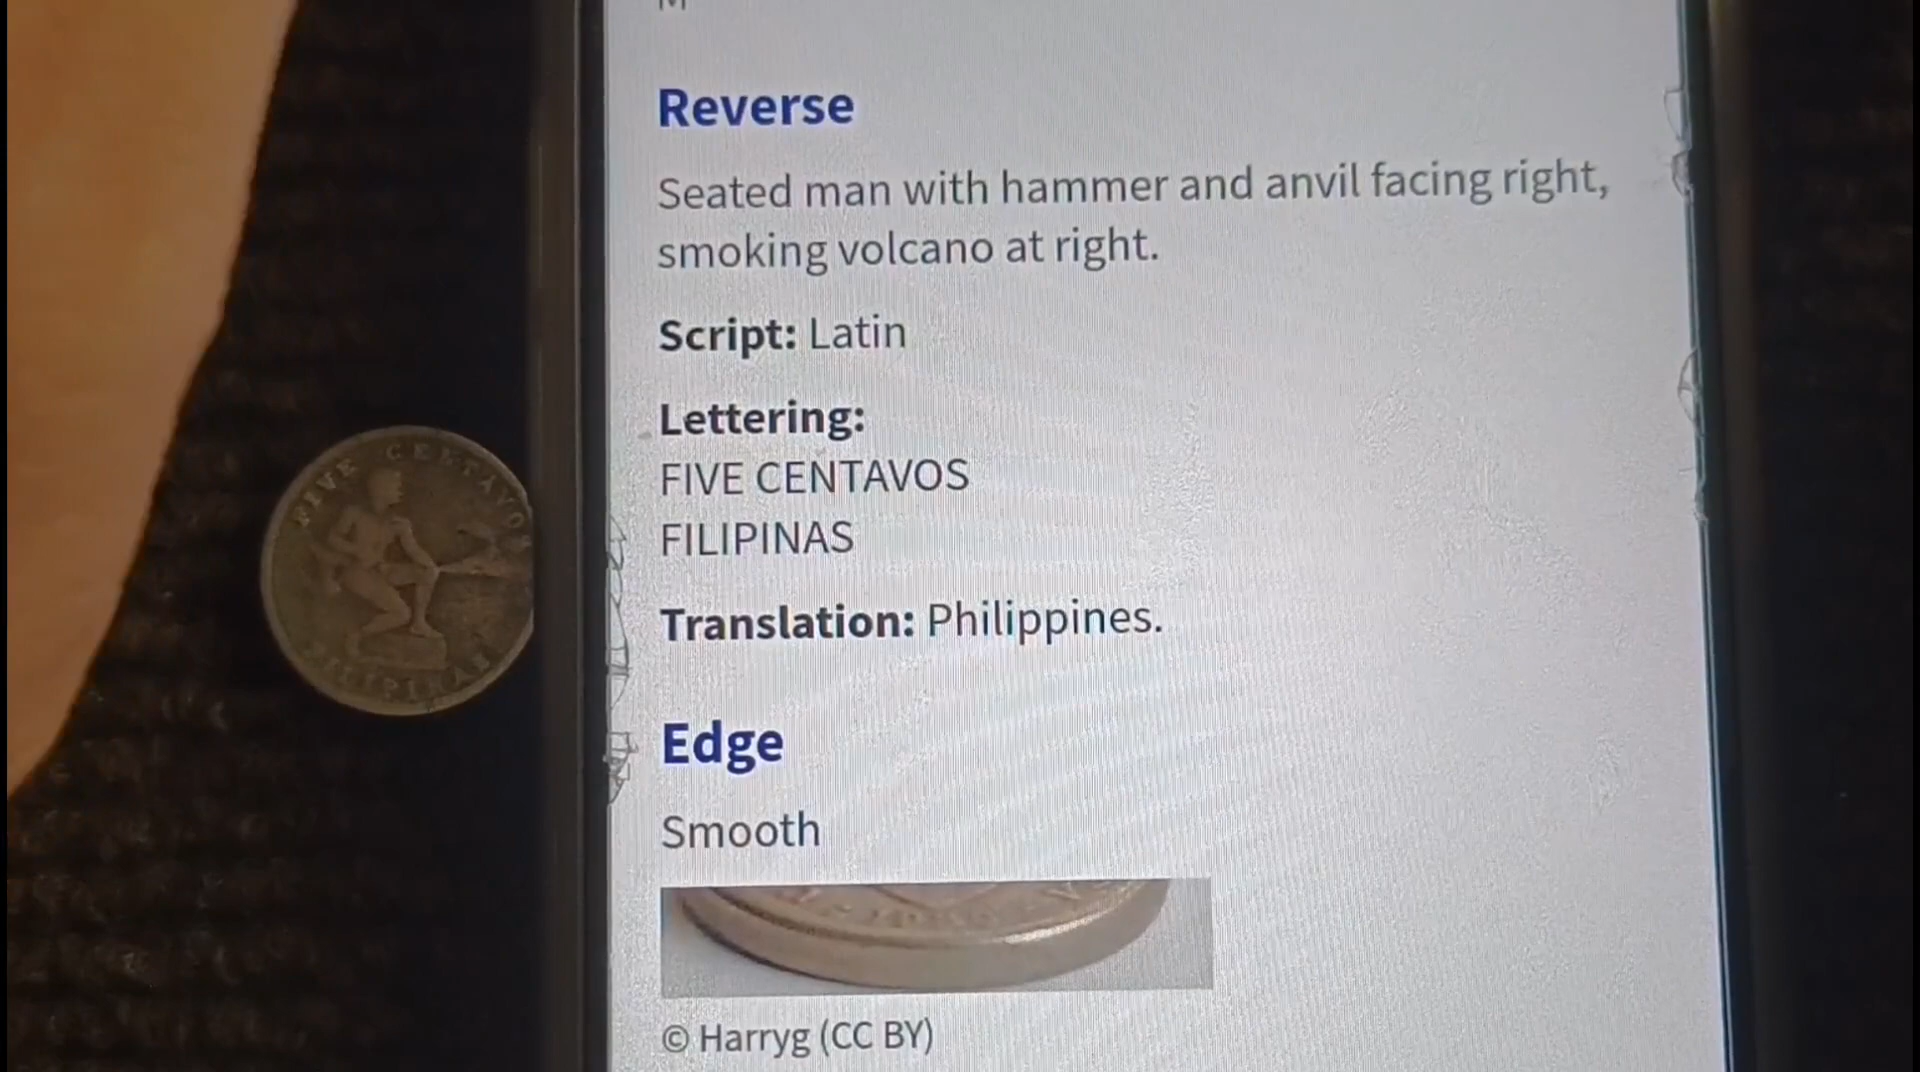 Reverse
Seated man with hammer and anvil facing right,
smoking volcano at right.
Script: Latin
Lettering:
FIVE CENTAVOS
FILIPINAS
Translation: Philippines.
Edge
Smooth
© Harryg (CC BY)
FIVE CENTAVOS
FILIPINAS